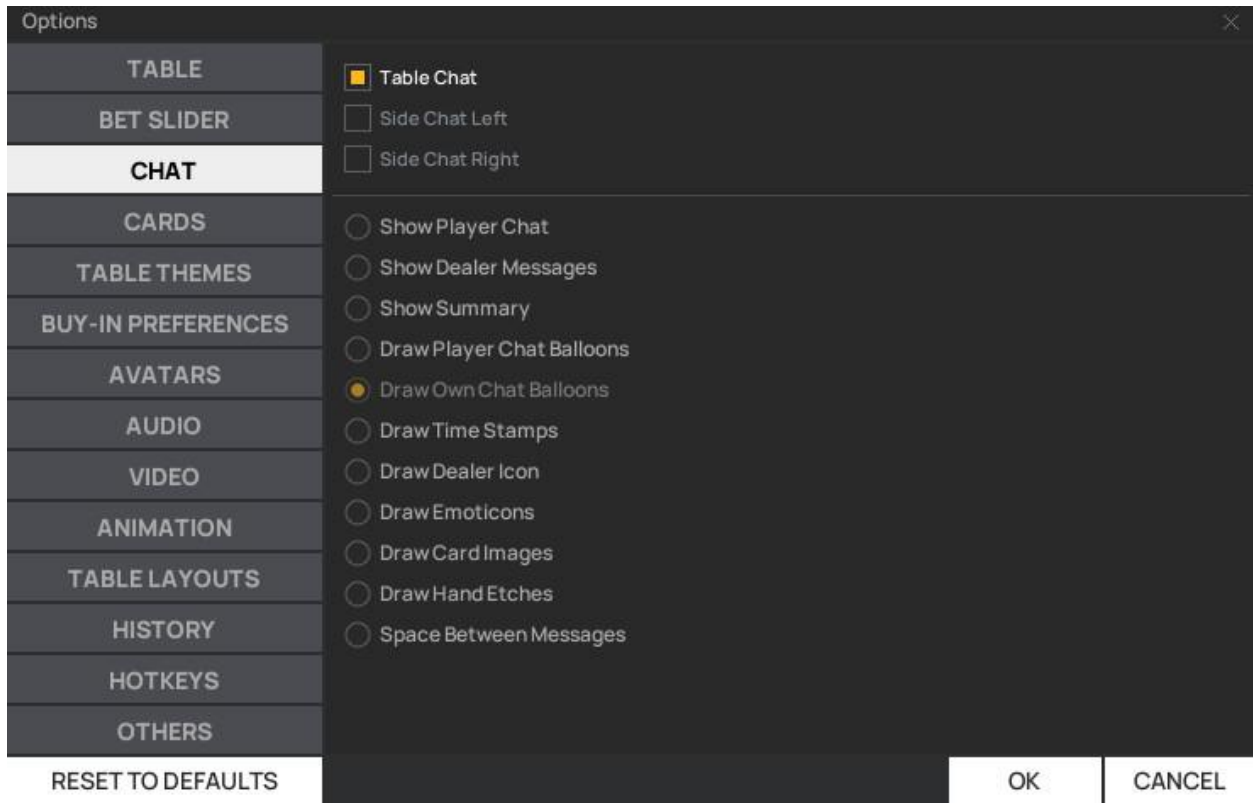 Options
TABLE
BET SLIDER
CHAT
CARDS
TABLE THEMES
BUY-IN PREFERENCES
AVATARS
AUDIO
VIDEO
ANIMATION
TABLE LAYOUTS
HISTORY
HOTKEYS
OTHERS
RESET TO DEFAULTS
Table Chat
Side Chat Left
Side Chat Right
Show Player Chat
Show Dealer Messages
Show Summary
Draw Player Chat Balloons
Draw Own Chat Balloons
Draw Time Stamps
Draw Dealer Icon
Draw Emoticons
Draw Card Images
Draw Hand Etches
Space Between Messages
OK
CANCEL